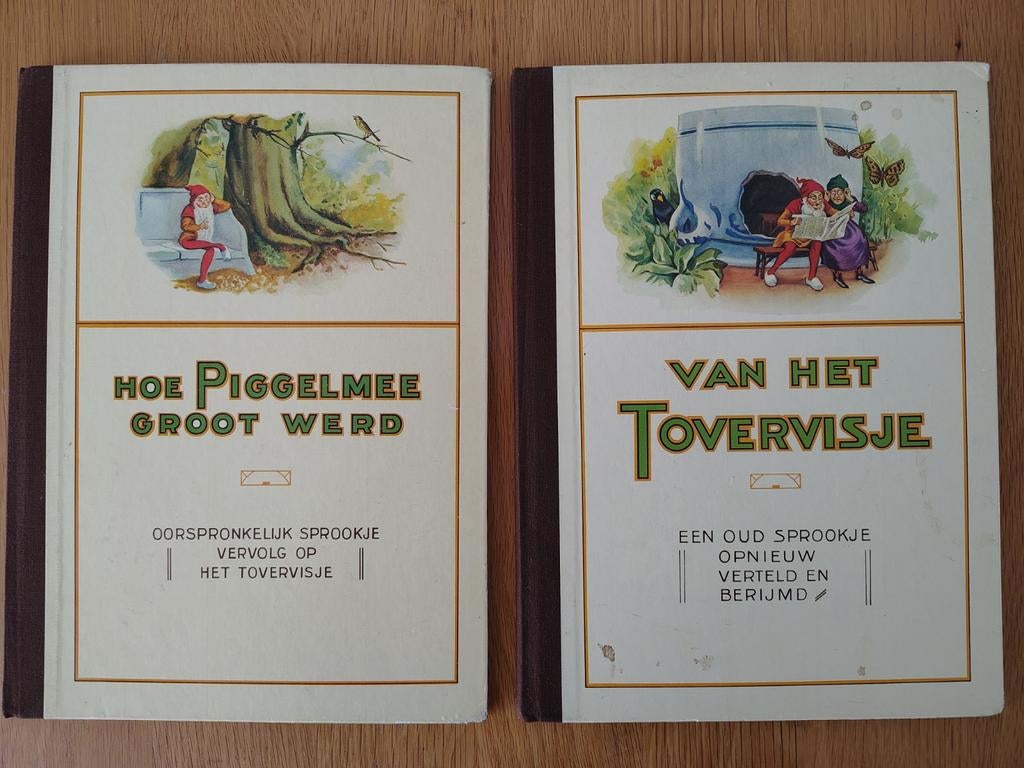 HOE PIGGELMEE
GROOT WERD
OORSPRONKELIJK SPROOKJE
VERVOLG OP
HET TOVERVISJE
VAN HET
TOVERVISJE
EEN OUD SPROOKJE
OPNIEUW
VERTELD EN
BERIJMD